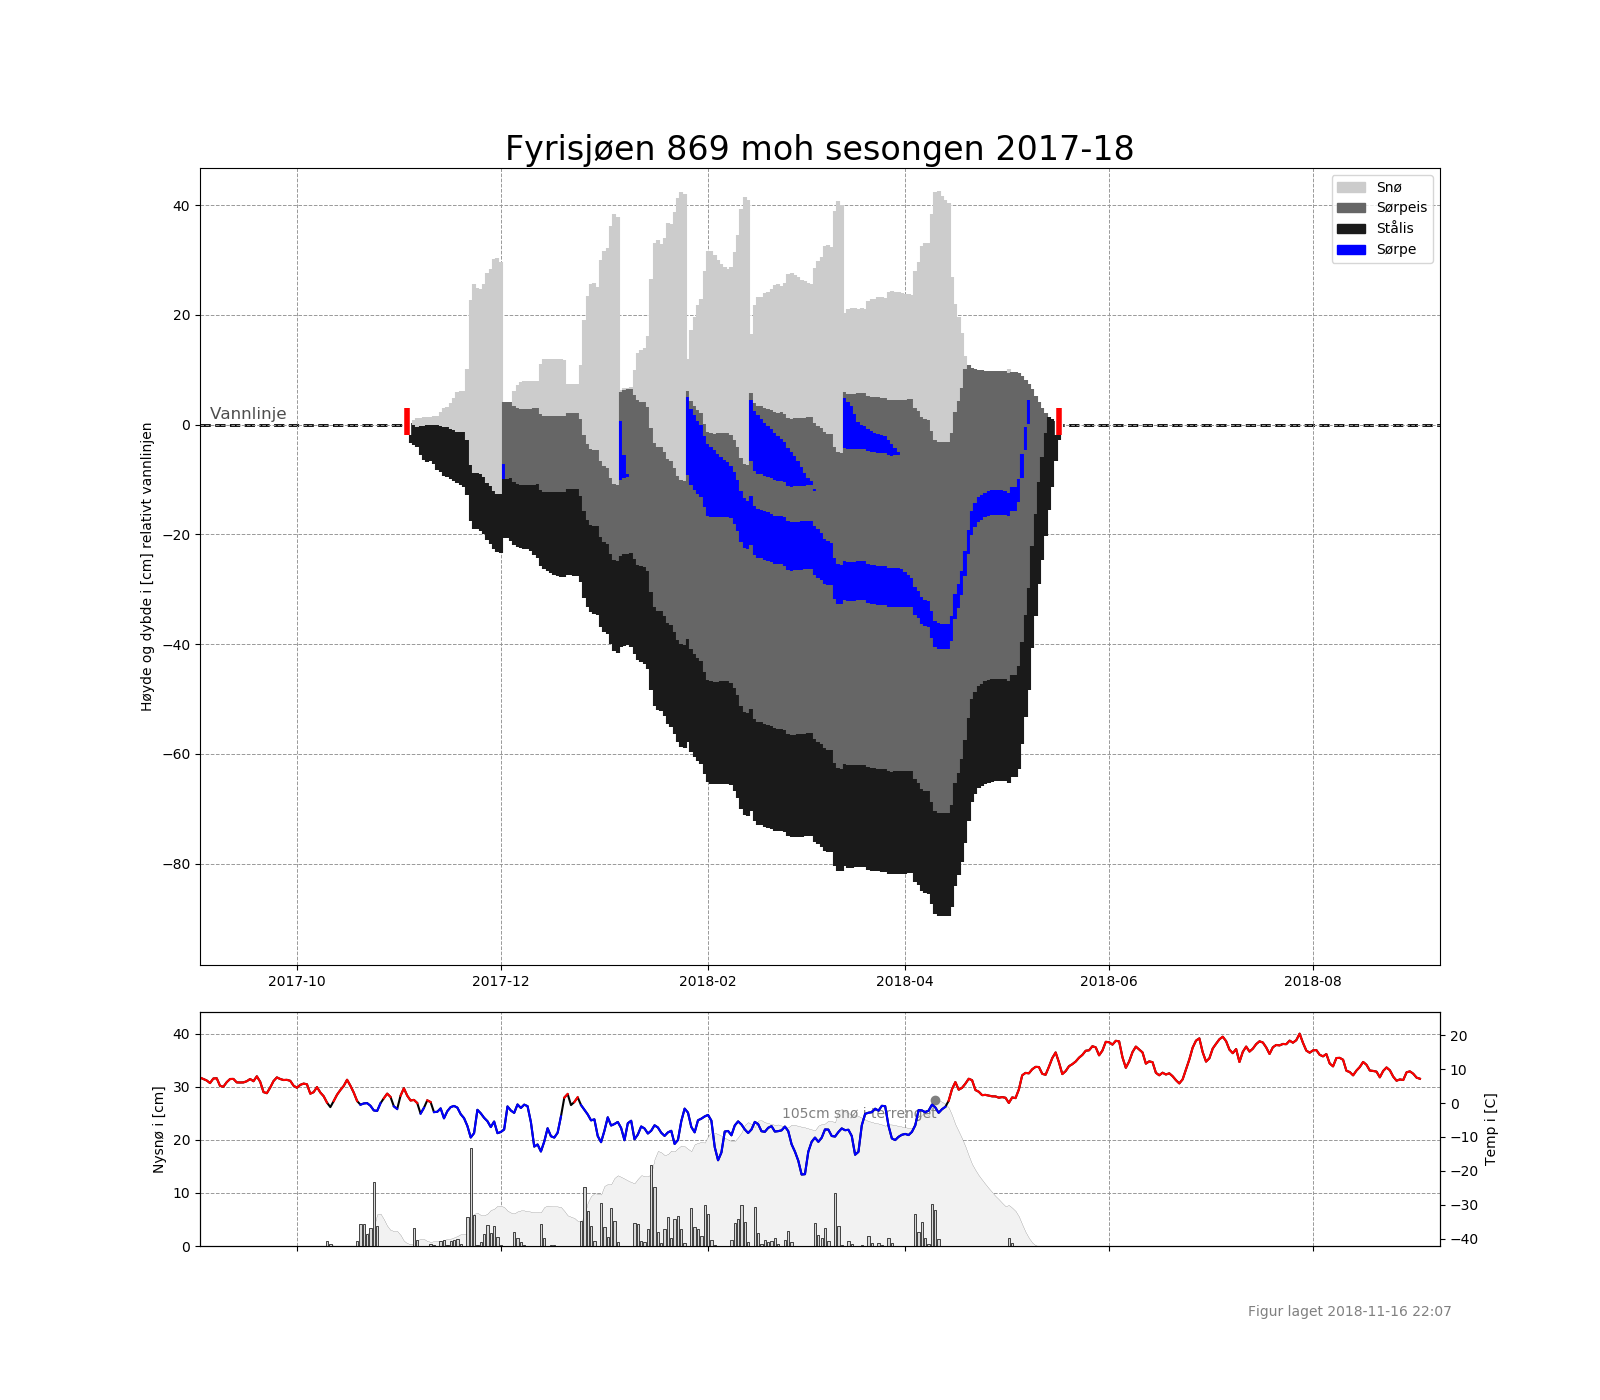 Fyrisjøen 869 moh sesongen 2017-18
Høyde og dybde i [cm] relativt vannlinjen
40
20
0
−20
−40
−60
−80
Vannlinje
Snø
Sørpeis
Stålis
Sørpe
2017-10
2017-12
2018-02
2018-04
2018-06
2018-08
Nysnø i [cm]
40
30
20
10
0
105cm snø i terrenget
20
10
0
−10
−20
−30
−40
Temp i [C]
Figur laget 2018-11-16 22:07